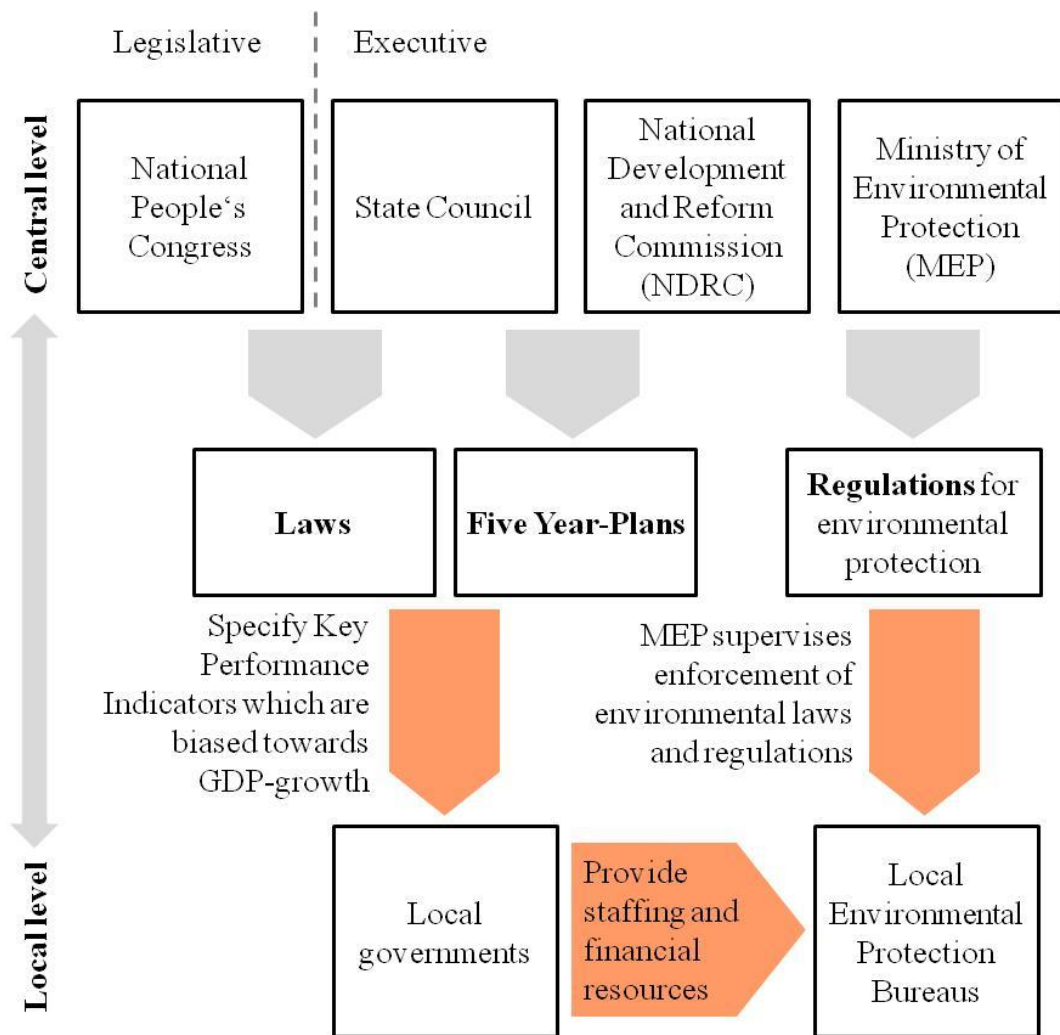 Legislative
Executive
Central level
National
People‘s
Congress
State Council
National
Development
and Reform
Commission
(NDRC)
Ministry of
Environmental
Protection
(MEP)
Laws
Five Year-Plans
Regulations for
environmental
protection
Specify Key
Performance
Indicators which are
biased towards
GDP-growth
MEP supervises
enforcement of
environmental laws
and regulations
Local level
Local
governments
Provide
staffing and
financial
resources
Local
Environmental
Protection
Bureaus